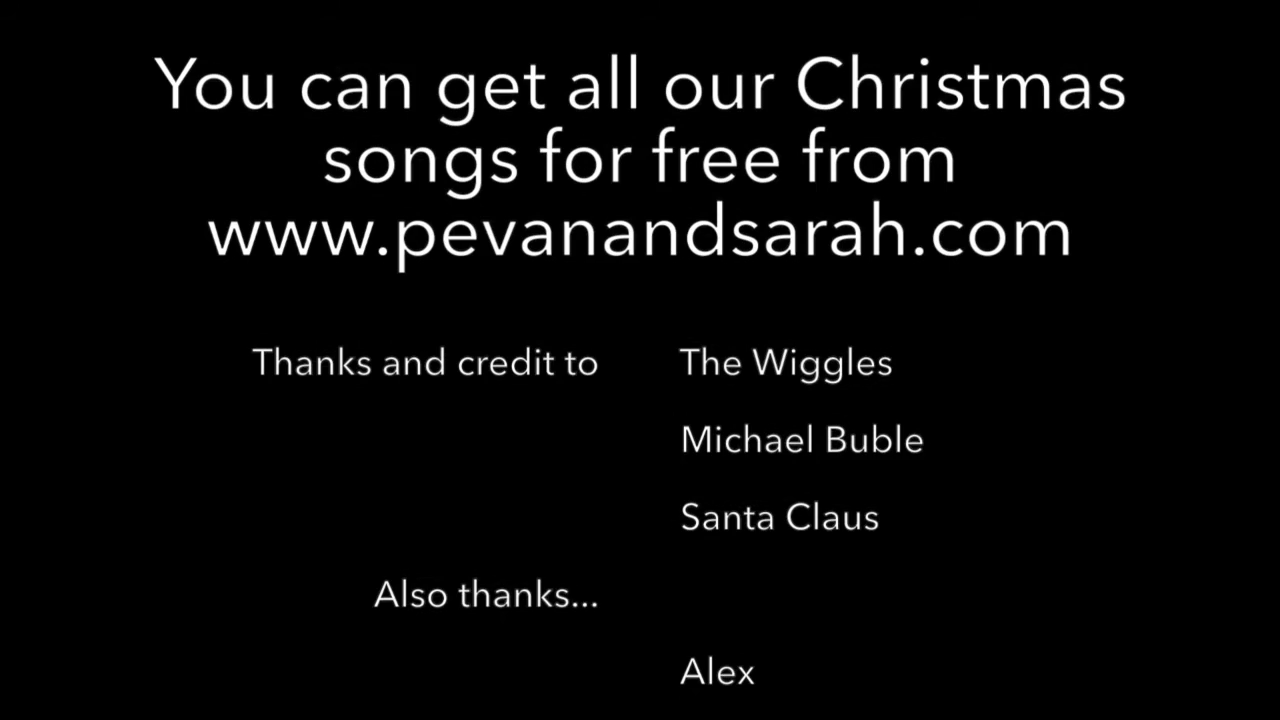 You can get all our Christmas
songs for free from
www.pevanandsarah.com
Thanks and credit to The Wiggles
Michael Buble
Santa Claus
Also thanks...
Alex